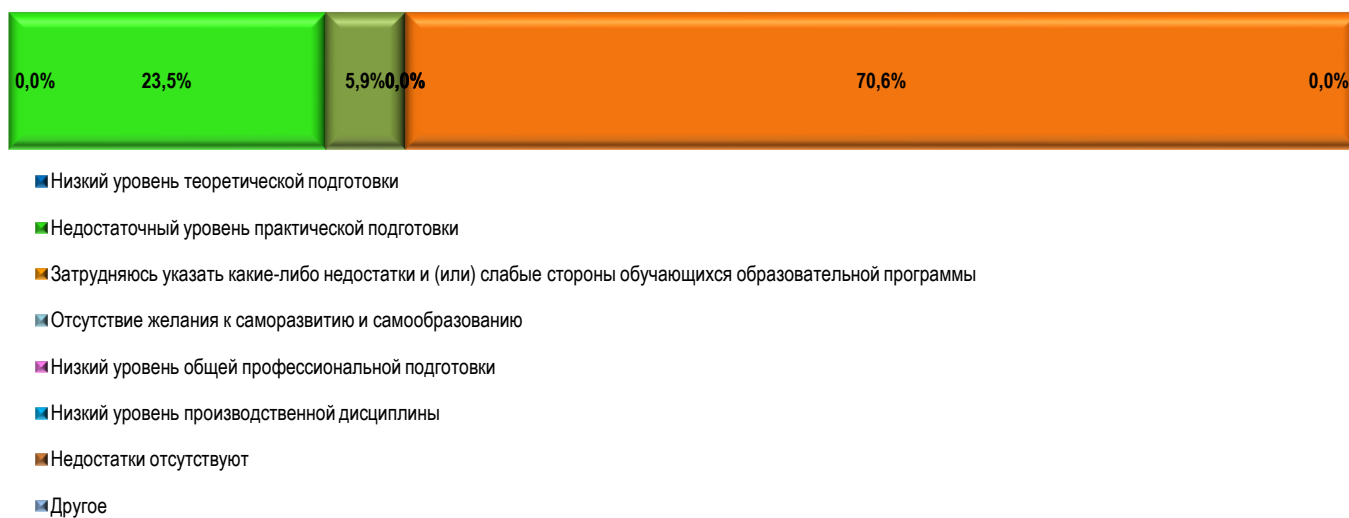 0,0% 23,5% 5,9% 0,0% 70,6% 0,0%
Низкий уровень теоретической подготовки
Недостаточный уровень практической подготовки
Затрудняюсь указать какие-либо недостатки и (или) слабые стороны обучающихся образовательной программы
Отсутствие желания к саморазвитию и самообразованию
Низкий уровень общей профессиональной подготовки
Низкий уровень производственной дисциплины
Недостатки отсутствуют
Другое